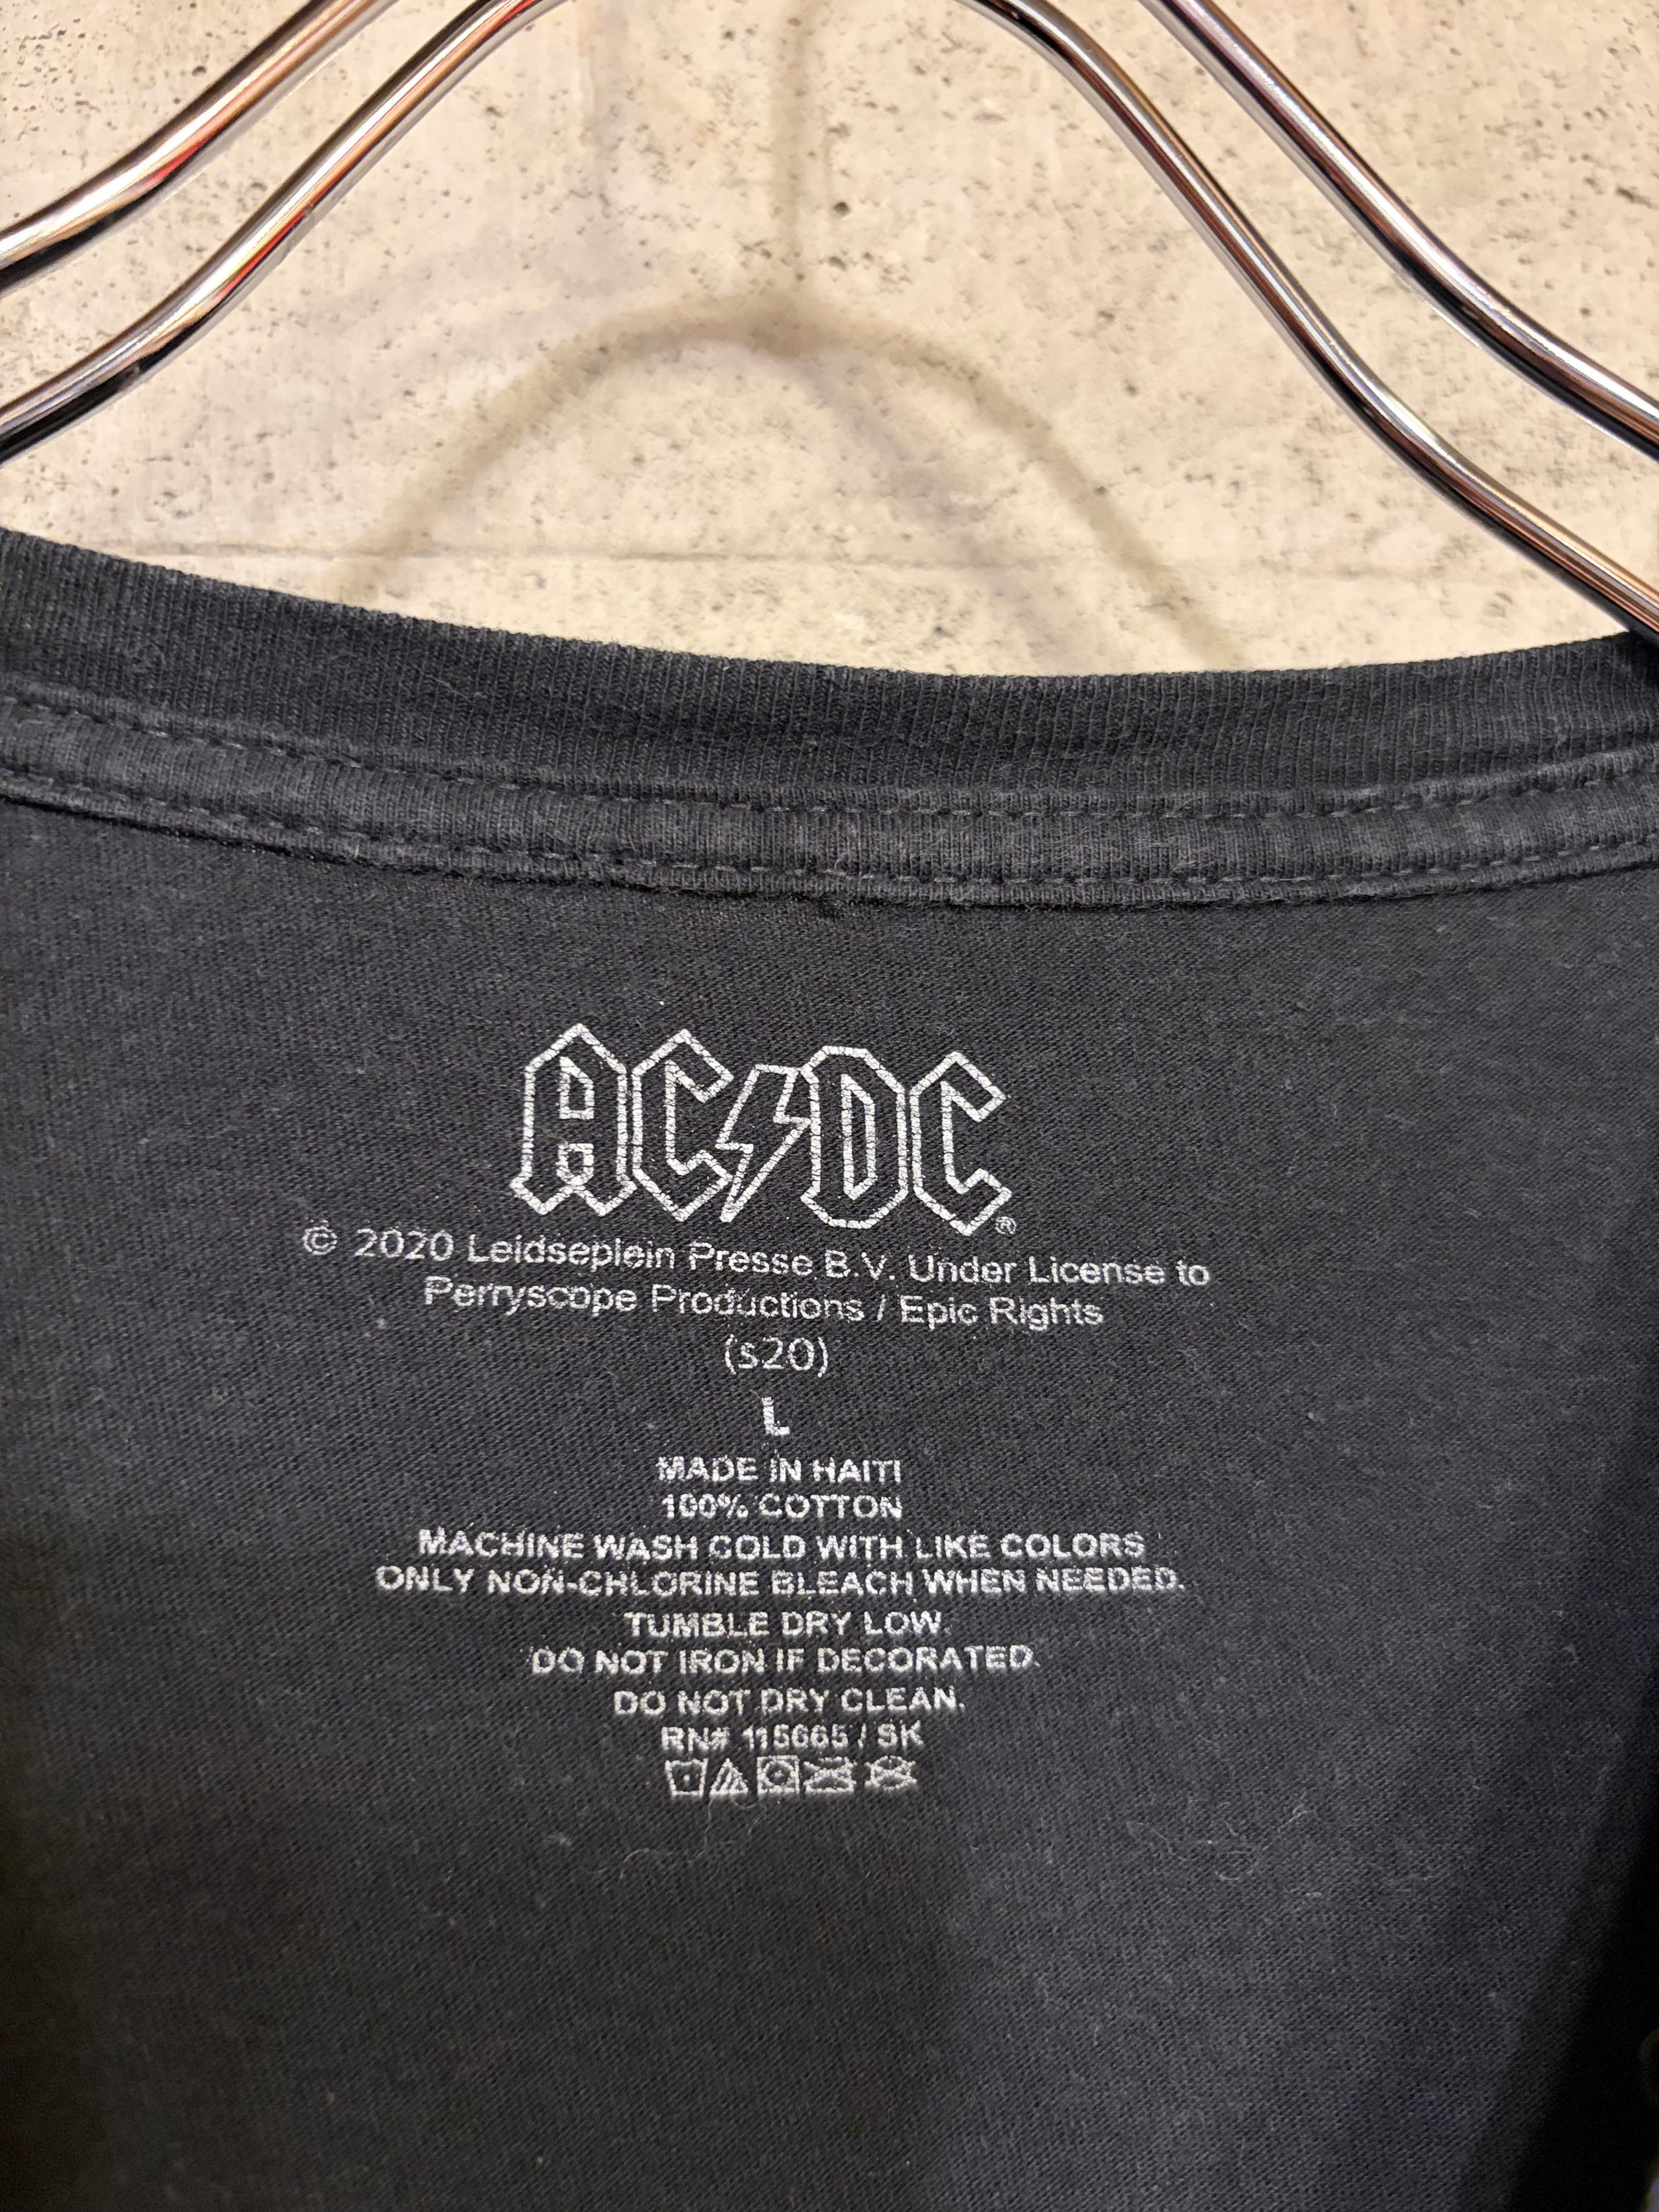 AC/DC®
© 2020 Leidseplein Presse B.V. Under License to
Perryscope Productions / Epic Rights
(s20)
L
MADE IN HAITI
100% COTTON
MACHINE WASH COLD WITH LIKE COLORS
ONLY NON-CHLORINE BLEACH WHEN NEEDED.
TUMBLE DRY LOW.
DO NOT IRON IF DECORATED.
DO NOT DRY CLEAN.
RN# 115665 / SK